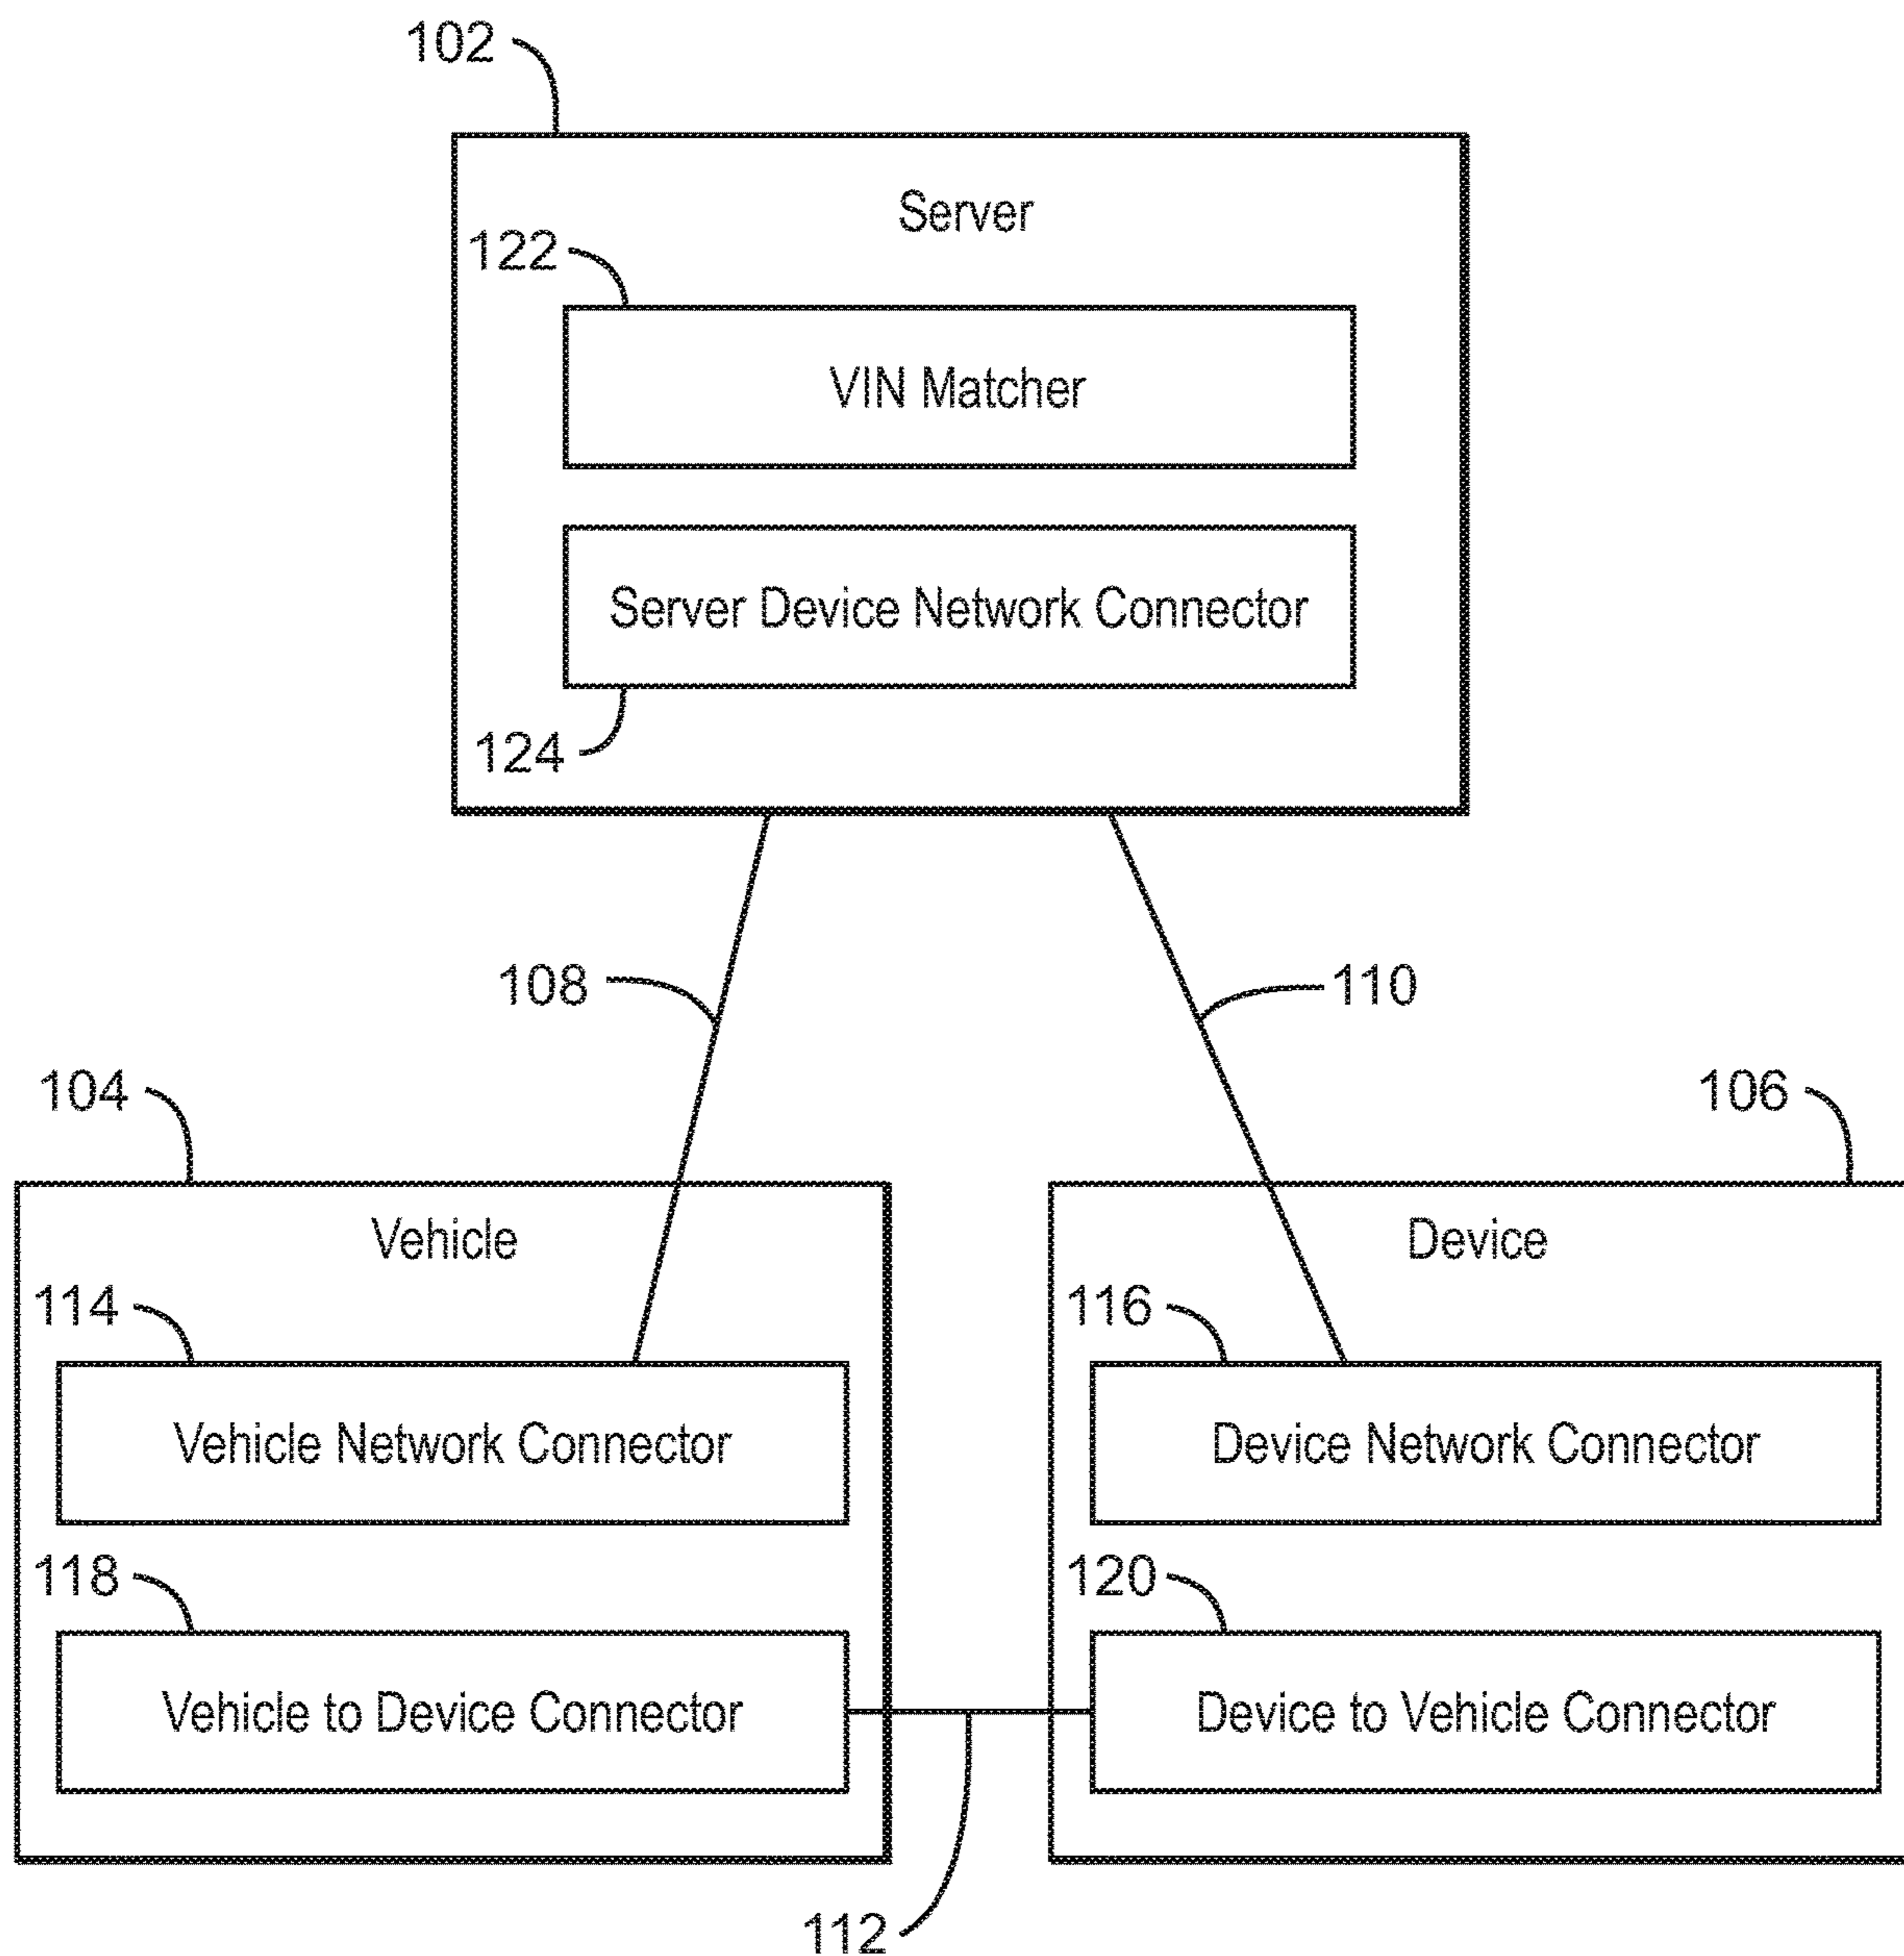 102
Server
122
VIN Matcher
Server Device Network Connector
124
108
110
104
106
Vehicle
Device
114
116
Vehicle Network Connector
Device Network Connector
118
120
Vehicle to Device Connector
Device to Vehicle Connector
112